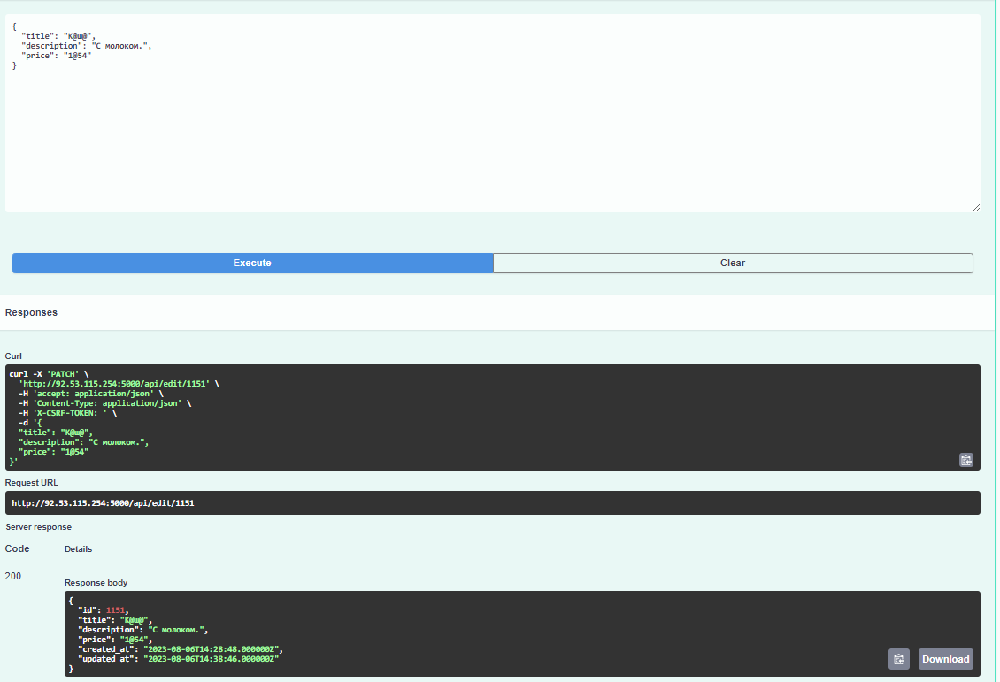 {
"title": "К@ш@",
"description": "С молоком.",
"price": "1@54"
}
Execute
Clear
Responses
Curl
curl -X 'PATCH' \
'http://92.53.115.254:5000/api/edit/1151' \
-H 'accept: application/json' \
-H 'Content-Type: application/json' \
-H 'X-CSRF-TOKEN: ' \
-d '{
"title": "К@ш@",
"description": "С молоком.",
"price": "1@54"
}'
Request URL
http://92.53.115.254:5000/api/edit/1151
Server response
Code Details
200
Response body
{
"id": 1151,
"title": "К@ш@",
"description": "С молоком.",
"price": "1@54",
"created_at": "2023-08-06T14:28:48.000000Z",
"updated_at": "2023-08-06T14:38:46.000000Z"
}
Download